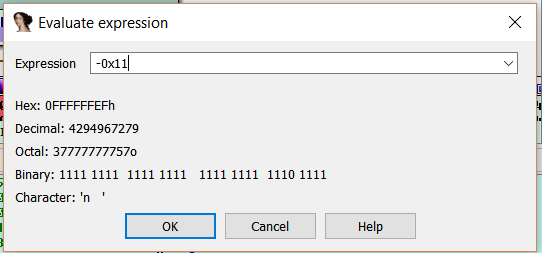 Evaluate expression
Expression -0x11
Hex: 0FFFFFFEFh
Decimal: 4294967279
Octal: 37777777757o
Binary: 1111 1111 1111 1111 1111 1111 1110 1111
Character: 'n   '
OK Cancel Help